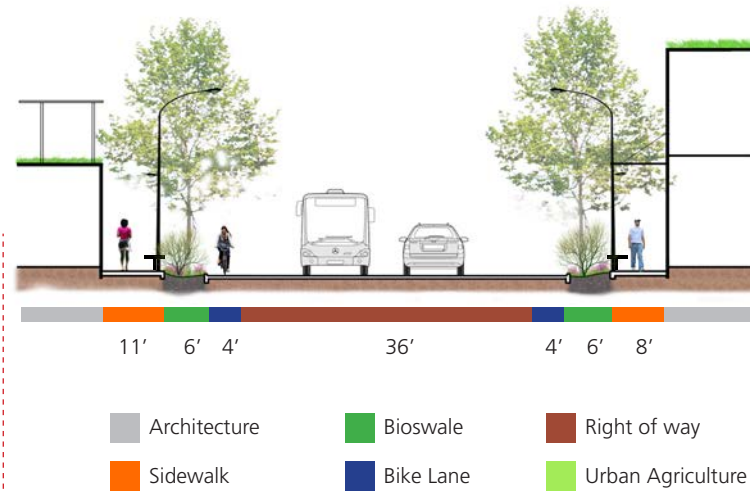 11’ 6’ 4’ 36’ 4’ 6’ 8’
Architecture Bioswale Right of way
Sidewalk Bike Lane Urban Agriculture